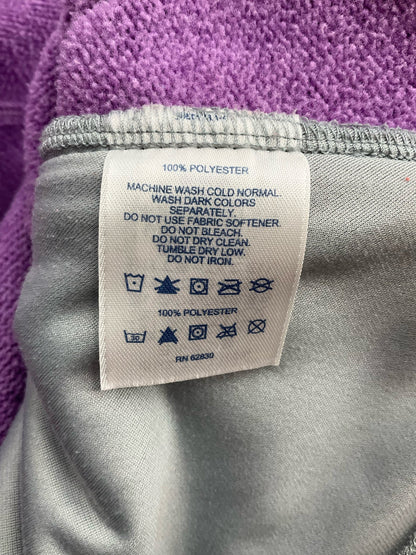 100% POLYESTER
MACHINE WASH COLD NORMAL.
WASH DARK COLORS
SEPARATELY.
DO NOT USE FABRIC SOFTENER.
DO NOT BLEACH.
DO NOT DRY CLEAN.
TUMBLE DRY LOW.
DO NOT IRON.
100% POLYESTER
30
RN 62830